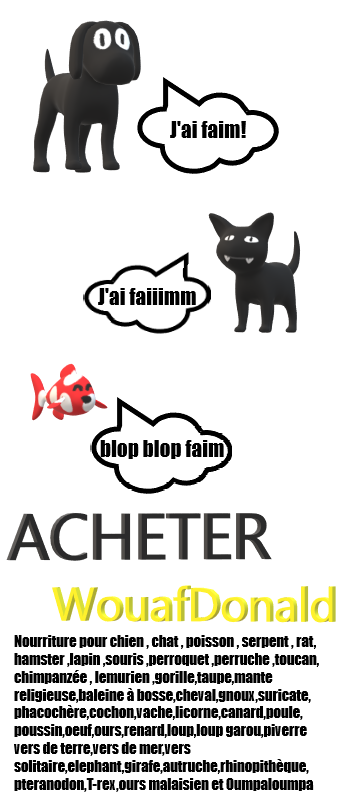 J'ai faim!
J'ai faiiimm
blop blop faim
ACHETER
WouafDonald
Nourriture pour chien , chat , poisson , serpent , rat,
hamster ,lapin ,souris ,perroquet ,perruche ,toucan,
chimpanzée , lemurien ,gorille,taupe,mante
religieuse,baleine à bosse,cheval,gnoux,suricate,
phacochère,cochon,vache,licorne,canard,poule,
poussin,oeuf,ours,renard,loup,loup garou,piverre
vers de terre,vers de mer,vers
solitaire,elephant,girafe,autruche,rhinopithèque,
pteranodon,T-rex,ours malaisien et Oumpaloumpa